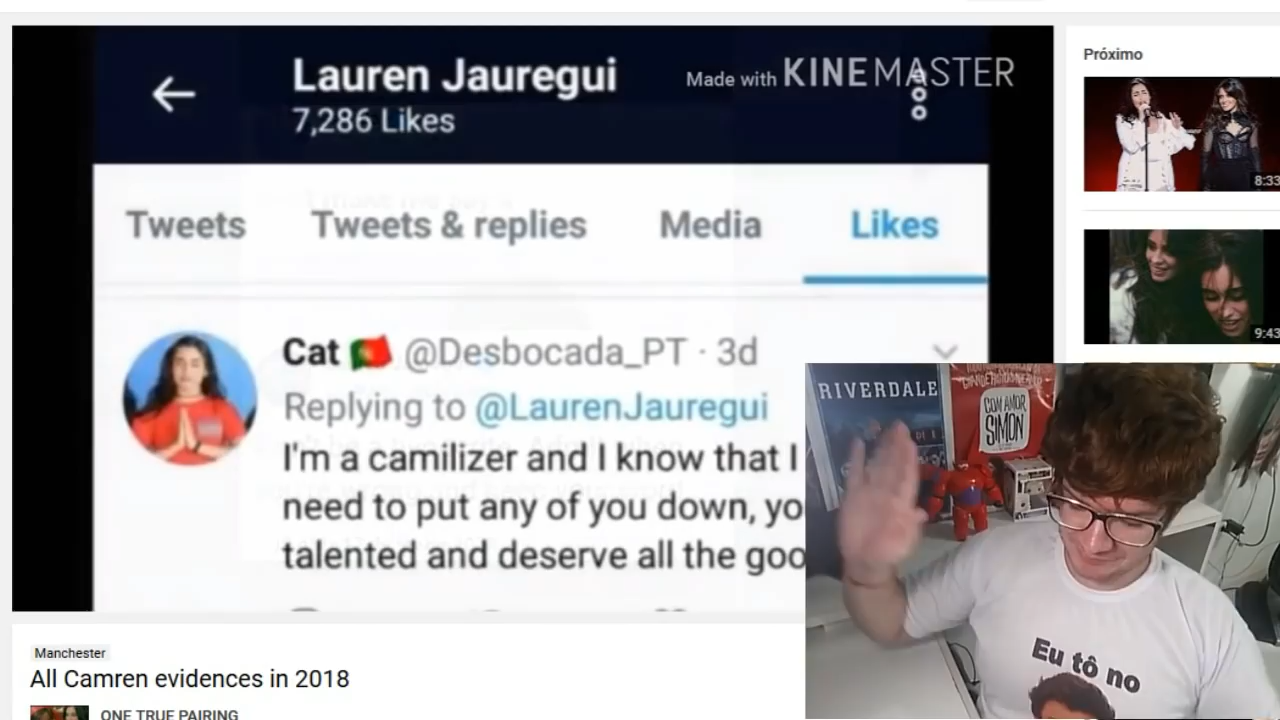 Lauren Jauregui
7,286 Likes
Made with KINEMASTER
Próximo
8:33
Tweets Tweets & replies Media Likes
9:43
Cat @Desbocada_PT · 3d
Replying to @LaurenJauregui
I'm a camilizer and I know that I
need to put any of you down, yo
talented and deserve all the goo
RIVERDALE
COM AMOR
SIMON
Eu tô no
Manchester
All Camren evidences in 2018
ONE TRUE PAIRING